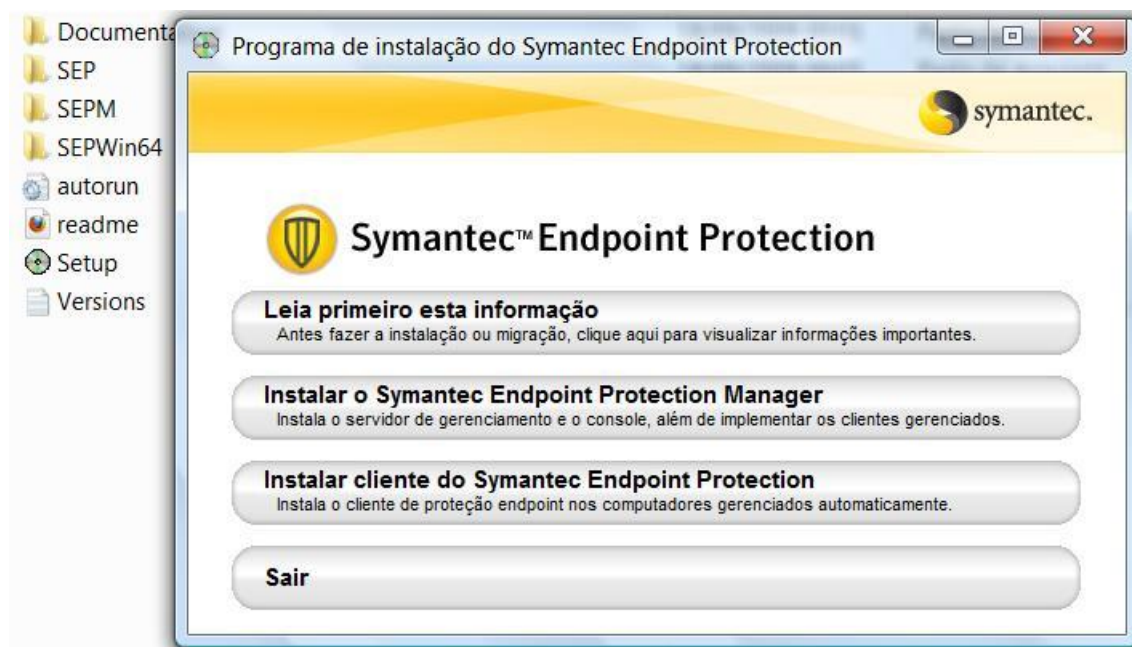 Documenta
SEP
SEPM
SEPWin64
autorun
readme
Setup
Versions
Programa de instalação do Symantec Endpoint Protection
symantec.
Symantec™ Endpoint Protection
Leia primeiro esta informação
Antes fazer a instalação ou migração, clique aqui para visualizar informações importantes.
Instalar o Symantec Endpoint Protection Manager
Instala o servidor de gerenciamento e o console, além de implementar os clientes gerenciados.
Instalar cliente do Symantec Endpoint Protection
Instala o cliente de proteção endpoint nos computadores gerenciados automaticamente.
Sair